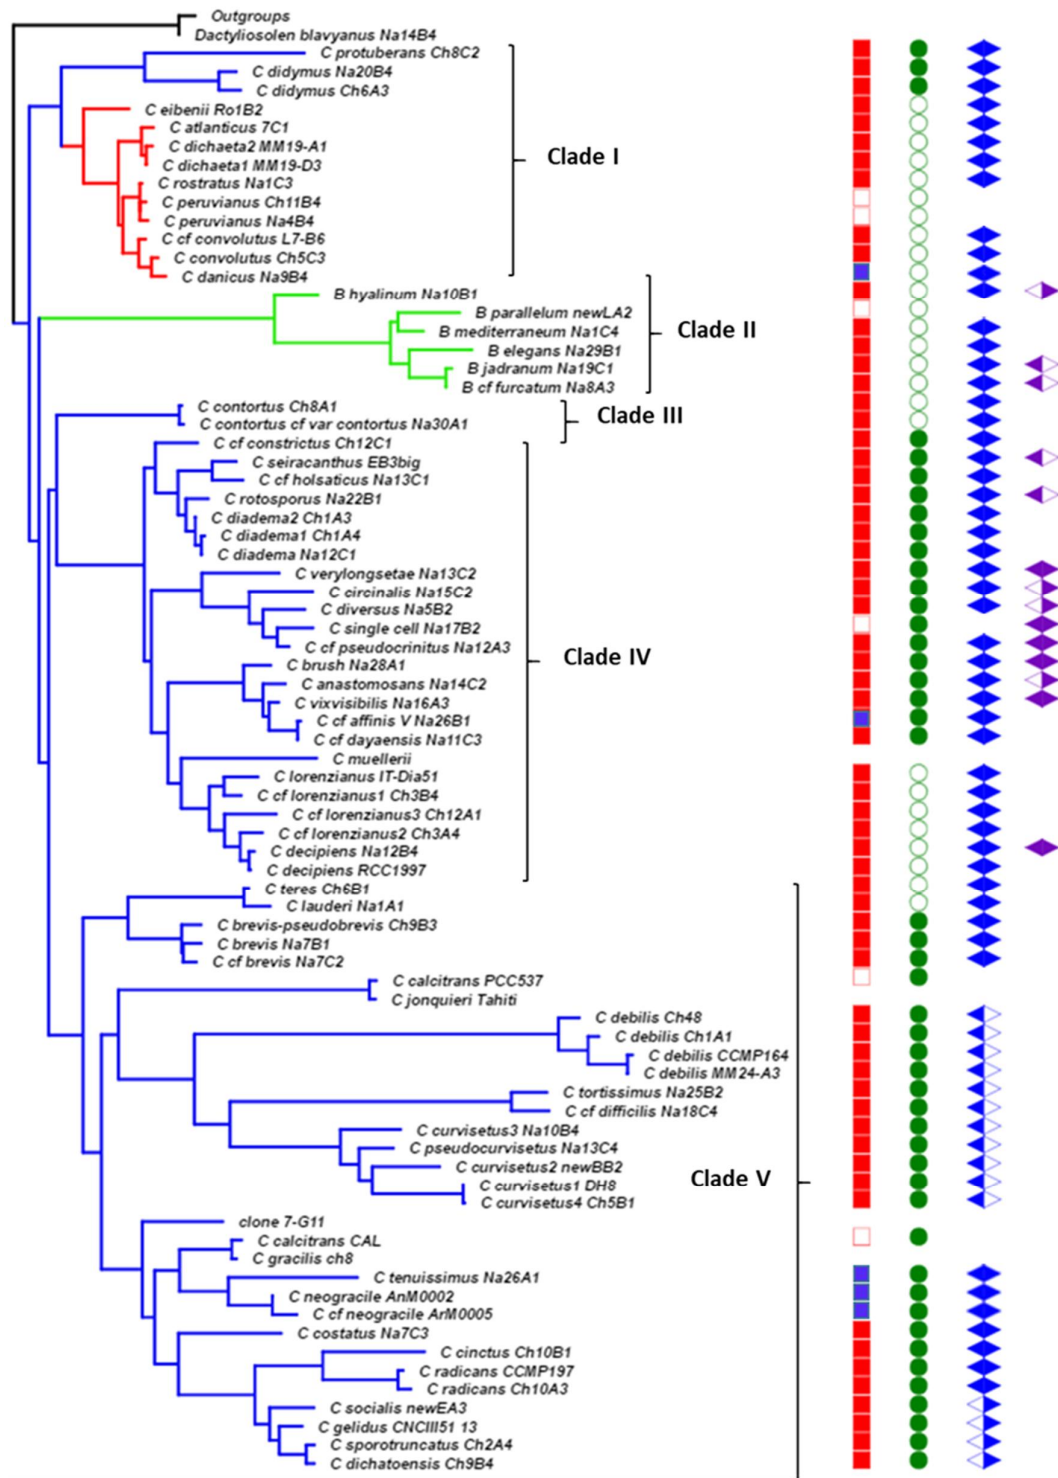 Outgroups
Dactyliosolen blavyanus Na14B4
C protuberans Ch8C2
C didymus Na20B4
C didymus Ch6A3
C eibenii Ro1B2
C atlanticus 7C1
C dichaeta2 MM19-A1
C dichaeta1 MM19-D3
C rostratus Na1C3
C peruvianus Ch11B4
C peruvianus Na4B4
C cf convolutus L7-B6
C convolutus Ch5C3
C danicus Na9B4
Clade I
B hyalinum Na10B1
B parallelum newLA2
B mediterraneum Na1C4
B elegans Na29B1
B jadranum Na19C1
B cf furcatum Na8A3
Clade II
C contortus Ch8A1
C contortus cf var contortus Na30A1
Clade III
C cf constrictus Ch12C1
C seiracanthus EB3big
C cf holsaticus Na13C1
C rotosporus Na22B1
C diadema2 Ch1A3
C diadema1 Ch1A4
C diadema Na12C1
C verylongsetae Na13C2
C circinalis Na15C2
C diversus Na5B2
C single cell Na17B2
C cf pseudocrinitus Na12A3
C brush Na28A1
C anastomosans Na14C2
C vixvisibilis Na16A3
C cf affinis V Na26B1
C cf dayaensis Na11C3
C muellerii
C lorenzianus IT-Dia51
C cf lorenzianus1 Ch3B4
C cf lorenzianus3 Ch12A1
C cf lorenzianus2 Ch3A4
C decipiens Na12B4
C decipiens RCC1997
Clade IV
C teres Ch6B1
C lauderi Na1A1
C brevis-pseudobrevis Ch9B3
C brevis Na7B1
C cf brevis Na7C2
C calcitrans PCC537
C jonquieri Tahiti
C debilis Ch48
C debilis Ch1A1
C debilis CCMP164
C debilis MM24-A3
C tortissimus Na25B2
C cf difficilis Na18C4
C curvisetus3 Na10B4
C pseudocurvisetus Na13C4
C curvisetus2 newBB2
C curvisetus1 DH8
C curvisetus4 Ch5B1
Clade V
clone 7-G11
C calcitrans CAL
C gracilis ch8
C tenuissimus Na26A1
C neogracile AnM0002
C cf neogracile ArM0005
C costatus Na7C3
C cinctus Ch10B1
C radicans CCMP197
C radicans Ch10A3
C socialis newEA3
C gelidus CNCIII51 13
C sporotruncatus Ch2A4
C dichatoensis Ch9B4